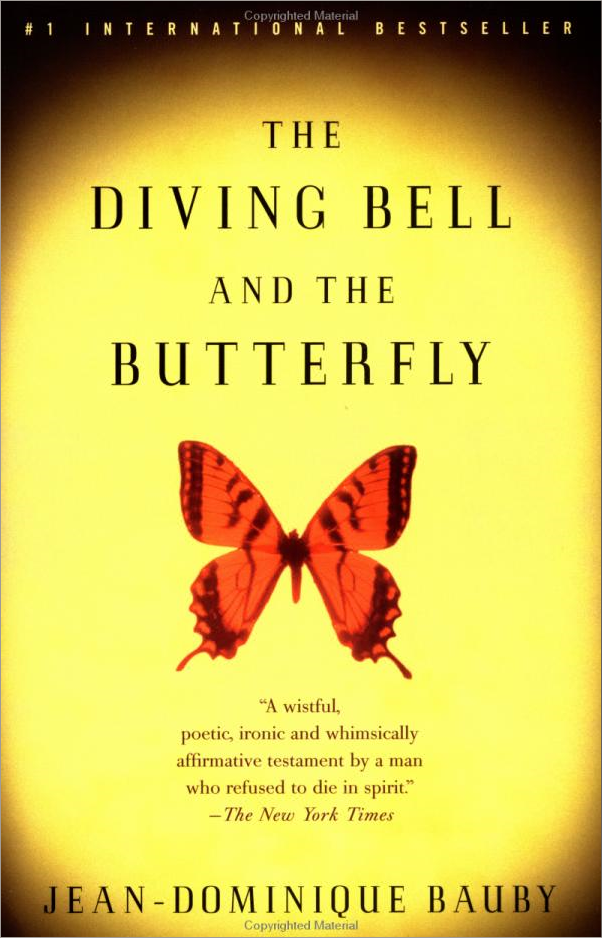 Copyrighted Material
#1 INTERNATIONAL BESTSELLER
THE
DIVING BELL
AND THE
BUTTERFLY
“A wistful,
poetic, ironic and whimsically
affirmative testament by a man
who refused to die in spirit.”
—The New York Times
JEAN-DOMINIQUE BAUBY
Copyrighted Material